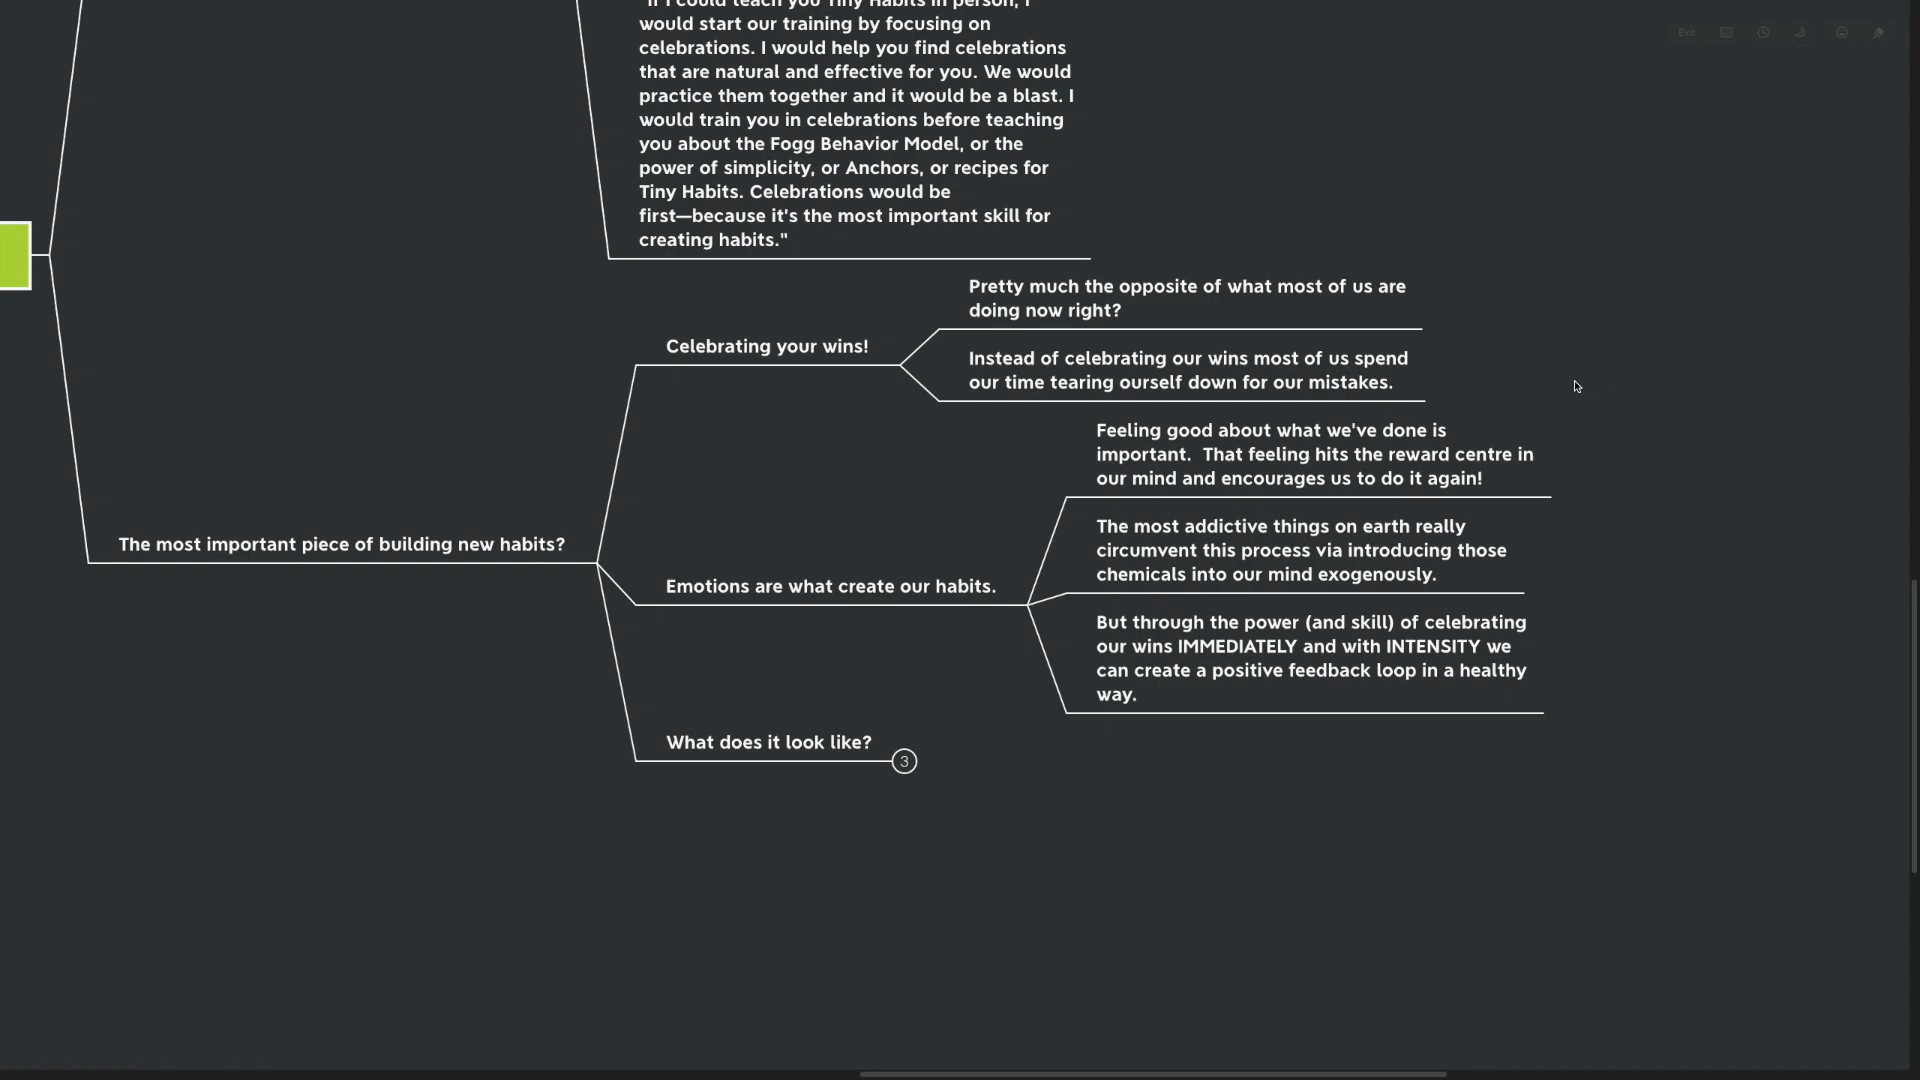 "If I could teach you Tiny Habits in person, I
would start our training by focusing on
celebrations. I would help you find celebrations
that are natural and effective for you. We would
practice them together and it would be a blast. I
would train you in celebrations before teaching
you about the Fogg Behavior Model, or the
power of simplicity, or Anchors, or recipes for
Tiny Habits. Celebrations would be
first—because it's the most important skill for
creating habits."
Exit
Pretty much the opposite of what most of us are
doing now right?
Celebrating your wins!
Instead of celebrating our wins most of us spend
our time tearing ourself down for our mistakes.
Feeling good about what we've done is
important.  That feeling hits the reward centre in
our mind and encourages us to do it again!
The most important piece of building new habits?
The most addictive things on earth really
circumvent this process via introducing those
chemicals into our mind exogenously.
Emotions are what create our habits.
But through the power (and skill) of celebrating
our wins IMMEDIATELY and with INTENSITY we
can create a positive feedback loop in a healthy
way.
What does it look like?
3